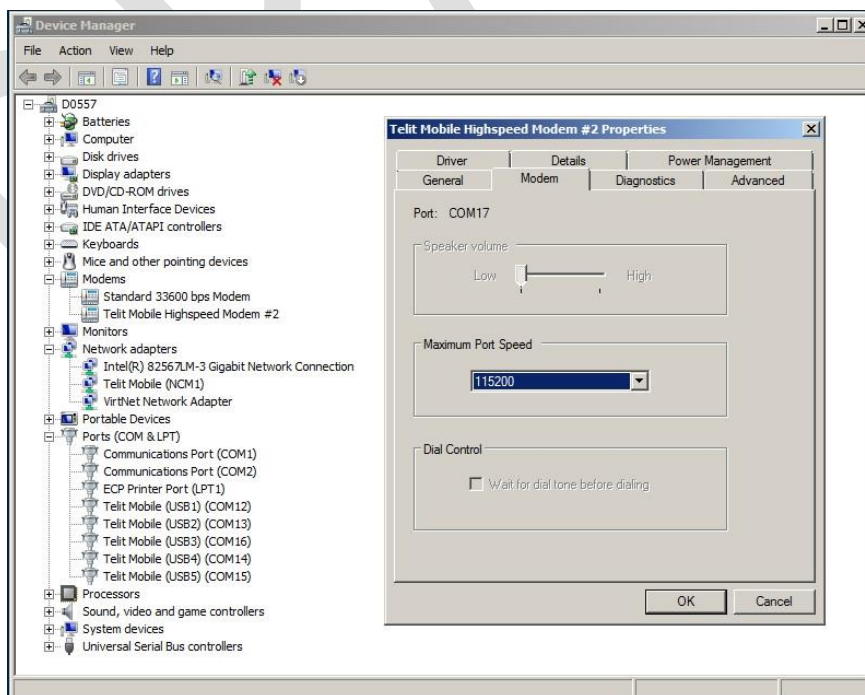 Device Manager
File Action View Help
D0557
Batteries
Computer
Disk drives
Display adapters
DVD/CD-ROM drives
Human Interface Devices
IDE ATA/ATAPI controllers
Keyboards
Mice and other pointing devices
Modems
Standard 33600 bps Modem
Telit Mobile Highspeed Modem #2
Monitors
Network adapters
Intel(R) 82567LM-3 Gigabit Network Connection
Telit Mobile (NCM1)
VirtNet Network Adapter
Portable Devices
Ports (COM & LPT)
Communications Port (COM1)
Communications Port (COM2)
ECP Printer Port (LPT1)
Telit Mobile (USB1) (COM12)
Telit Mobile (USB2) (COM13)
Telit Mobile (USB3) (COM16)
Telit Mobile (USB4) (COM14)
Telit Mobile (USB5) (COM15)
Processors
Sound, video and game controllers
System devices
Universal Serial Bus controllers
Telit Mobile Highspeed Modem #2 Properties
Driver Details Power Management
General Modem Diagnostics Advanced
Port: COM17
Speaker volume
Low High
Maximum Port Speed
115200
Dial Control
Wait for dial tone before dialing
OK Cancel